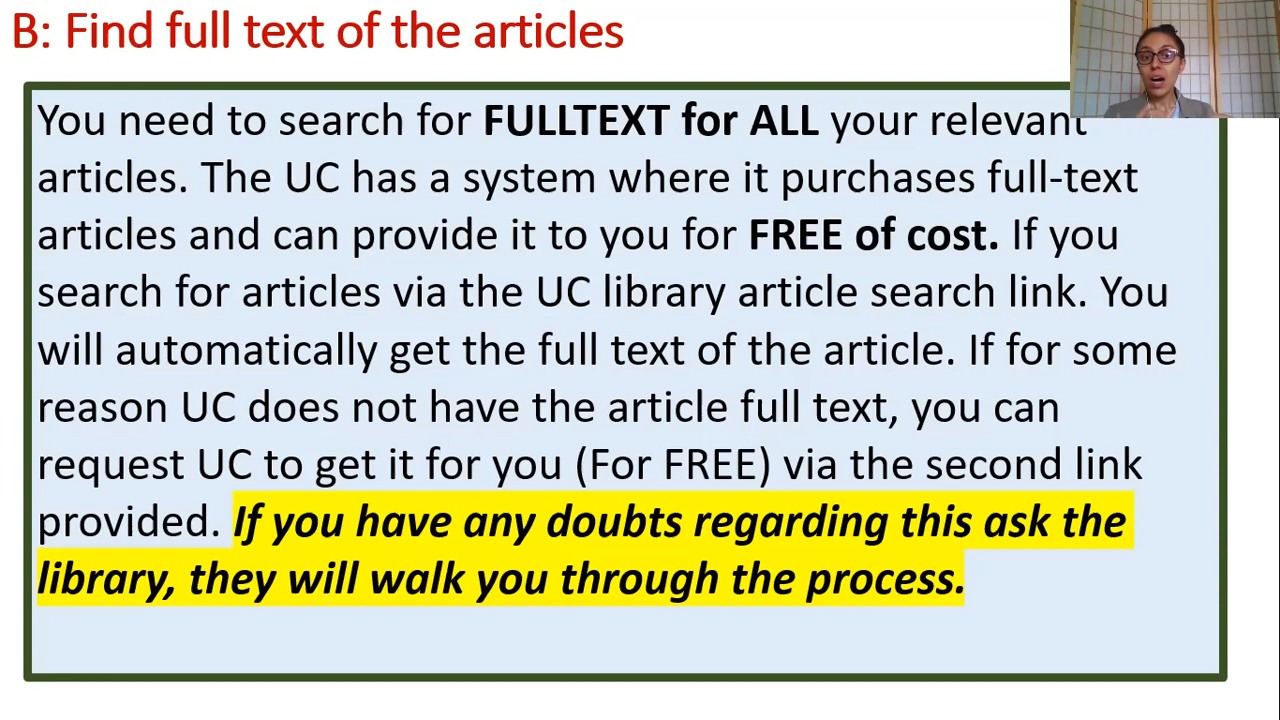 B: Find full text of the articles
You need to search for FULLTEXT for ALL your relevant
articles. The UC has a system where it purchases full-text
articles and can provide it to you for FREE of cost. If you
search for articles via the UC library article search link. You
will automatically get the full text of the article. If for some
reason UC does not have the article full text, you can
request UC to get it for you (For FREE) via the second link
provided. If you have any doubts regarding this ask the
library, they will walk you through the process.